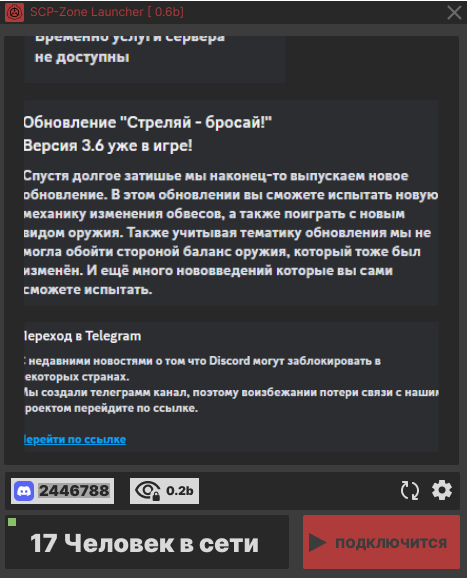 SCP-Zone Launcher [ 0.6b]
Временно услуги сервера
не доступны
Обновление "Стреляй - бросай!"
Версия 3.6 уже в игре!
Спустя долгое затишье мы наконец-то выпускаем новое
обновление. В этом обновлении вы сможете испытать новую
механику изменения обвесов, а также поиграть с новым
видом оружия. Также учитывая тематику обновления мы не
могла обойти стороной баланс оружия, который тоже был
изменён. И ещё много нововведений которые вы сами
сможете испытать.
Переход в Telegram
С недавними новостями о том что Discord могут заблокировать в
некоторых странах.
Мы создали телеграмм канал, поэтому воизбежании потери связи с нашим
проектом перейдите по ссылке.
Перейти по ссылке
2446788
0.2b
17 Человек в сети
подключится